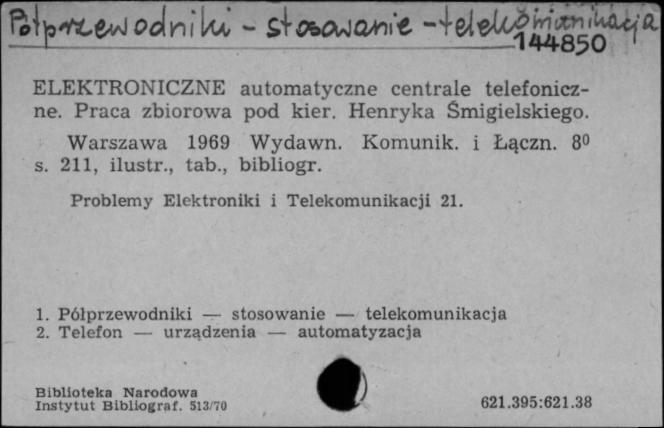 Półprzewodniki - stosowanie - telekomunikacja
144850
ELEKTRONICZNE automatyczne centrale telefonicz-
ne. Praca zbiorowa pod kier. Henryka Śmigielskiego.
Warszawa 1969 Wydawn. Komunik. i Łączn. 8⁰
s. 211, ilustr., tab., bibliogr.
Problemy Elektroniki i Telekomunikacji 21.
1. Półprzewodniki — stosowanie — telekomunikacja
2. Telefon — urządzenia — automatyzacja
Biblioteka Narodowa
Instytut Bibliograf. 513/70
621.395:621.38